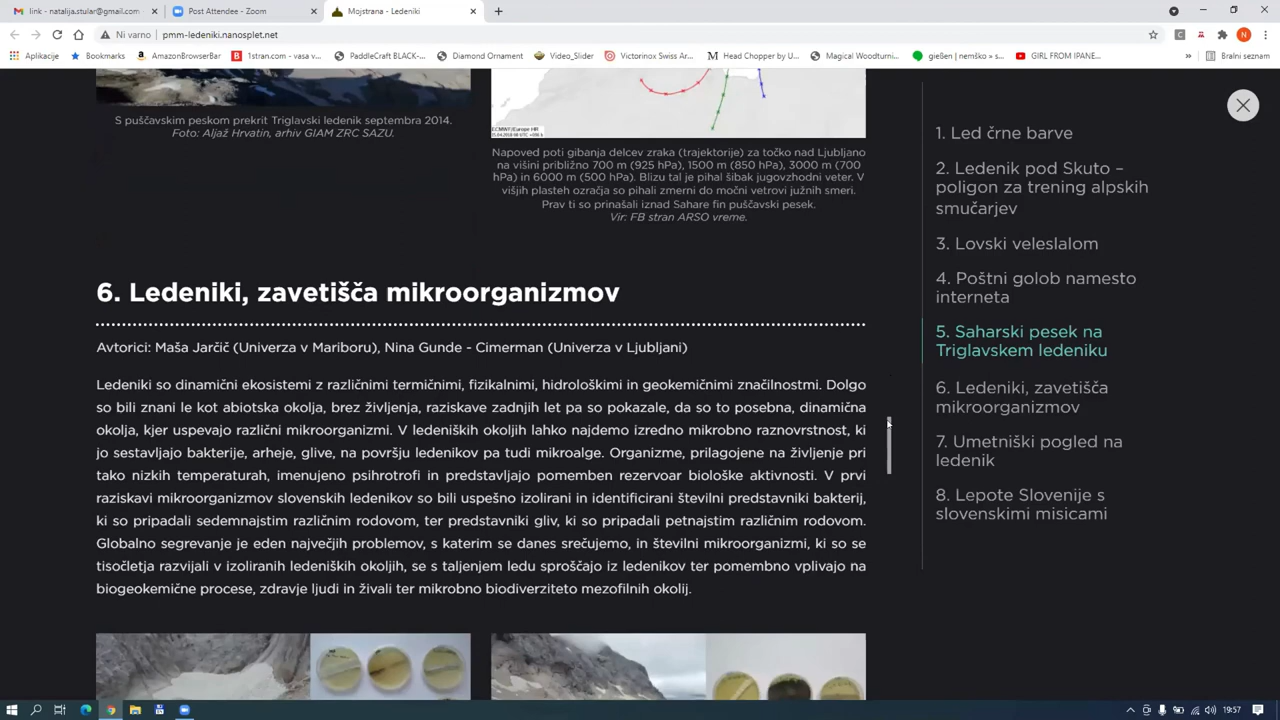 link - natalija.stular@gmail.com
Post Attendee - Zoom
Mojstrana - Ledeniki
Ni varno
pmm-ledeniki.nanosplet.net
Aplikacije
Bookmarks
AmazonBrowserBar
1stran.com - vasa v...
PaddleCraft BLACK-...
Diamond Ornament
Video_Slider
Victorinox Swiss Ar...
Head Chopper by U...
Magical Woodturni...
gießen | nemško » s...
GIRL FROM IPANE...
»
Bralni seznam
S puščavskim peskom prekrit Triglavski ledenik septembra 2014.
Foto: Aljaž Hrvatin, arhiv GIAM ZRC SAZU.
Napoved poti gibanja delcev zraka (trajektorije) za točko nad Ljubljano
na višini približno 700 m (925 hPa), 1500 m (850 hPa), 3000 m (700
hPa) in 6000 m (500 hPa). Blizu tal je pihal šibak jugovzhodni veter. V
višjih plasteh ozračja so pihali zmerni do močni vetrovi južnih smeri.
Prav ti so prinašali iznad Sahare fin puščavski pesek.
Vir: FB stran ARSO vreme.
6. Ledeniki, zavetišča mikroorganizmov
Avtorici: Maša Jarčič (Univerza v Mariboru), Nina Gunde - Cimerman (Univerza v Ljubljani)
Ledeniki so dinamični ekosistemi z različnimi termičnimi, fizikalnimi, hidrološkimi in geokemičnimi značilnostmi. Dolgo
so bili znani le kot abiotska okolja, brez življenja, raziskave zadnjih let pa so pokazale, da so to posebna, dinamična
okolja, kjer uspevajo različni mikroorganizmi. V ledeniških okoljih lahko najdemo izredno mikrobno raznovrstnost, ki
jo sestavljajo bakterije, arheje, glive, na površju ledenikov pa tudi mikroalge. Organizme, prilagojene na življenje pri
tako nizkih temperaturah, imenujemo psihrotrofi in predstavljajo pomemben rezervoar biološke aktivnosti. V prvi
raziskavi mikroorganizmov slovenskih ledenikov so bili uspešno izolirani in identificirani številni predstavniki bakterij,
ki so pripadali sedemnajstim različnim rodovom, ter predstavniki gliv, ki so pripadali petnajstim različnim rodovom.
Globalno segrevanje je eden največjih problemov, s katerim se danes srečujemo, in številni mikroorganizmi, ki so se
tisočletja razvijali v izoliranih ledeniških okoljih, se s taljenjem ledu sproščajo iz ledenikov ter pomembno vplivajo na
biogeokemične procese, zdravje ljudi in živali ter mikrobno biodiverziteto mezofilnih okolij.
1. Led črne barve
2. Ledenik pod Skuto –
poligon za trening alpskih
smučarjev
3. Lovski veleslalom
4. Poštni golob namesto
interneta
5. Saharski pesek na
Triglavskem ledeniku
6. Ledeniki, zavetišča
mikroorganizmov
7. Umetniški pogled na
ledenik
8. Lepote Slovenije s
slovenskimi misicami
19:57